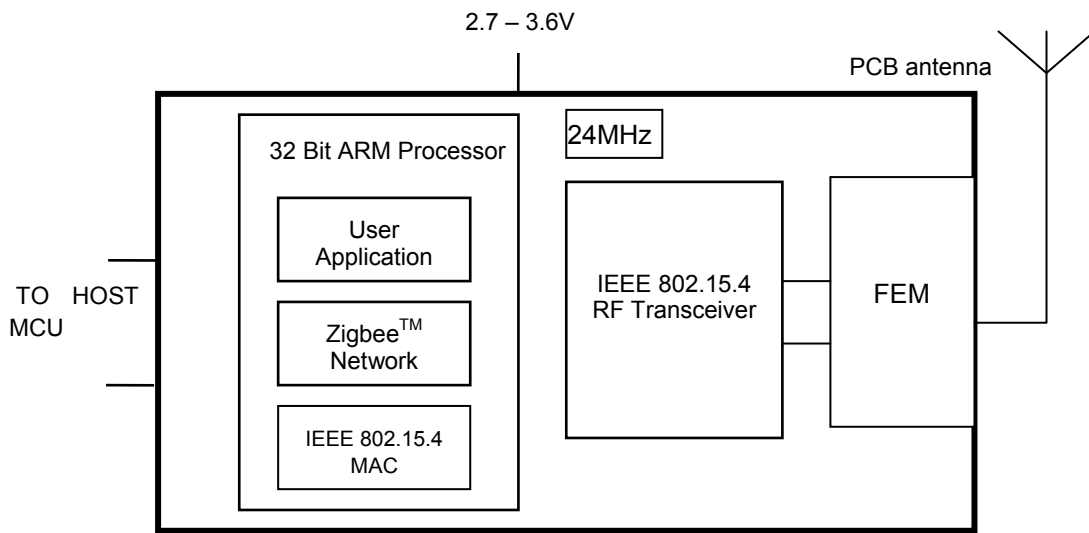 2.7 – 3.6V
PCB antenna
24MHz
32 Bit ARM Processor
User
Application
Zigbee™
Network
IEEE 802.15.4
MAC
IEEE 802.15.4
RF Transceiver
FEM
TO HOST
MCU